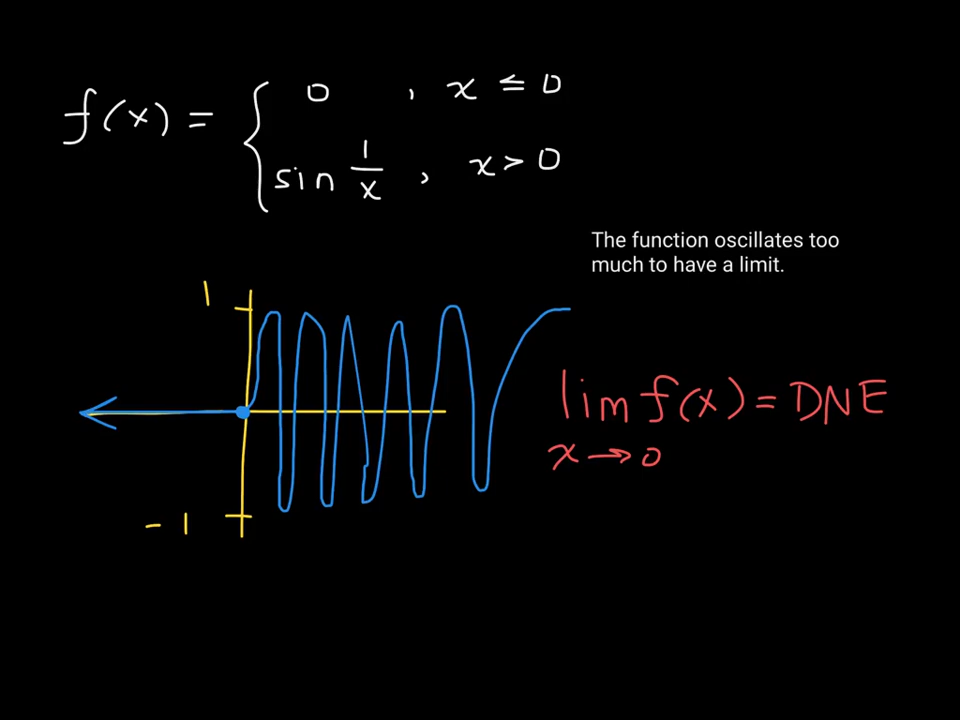 f(x) = { 0 , x ≤ 0
sin 1/x , x > 0
The function oscillates too
much to have a limit.
1
lim f(x) = DNE
x → 0
- 1